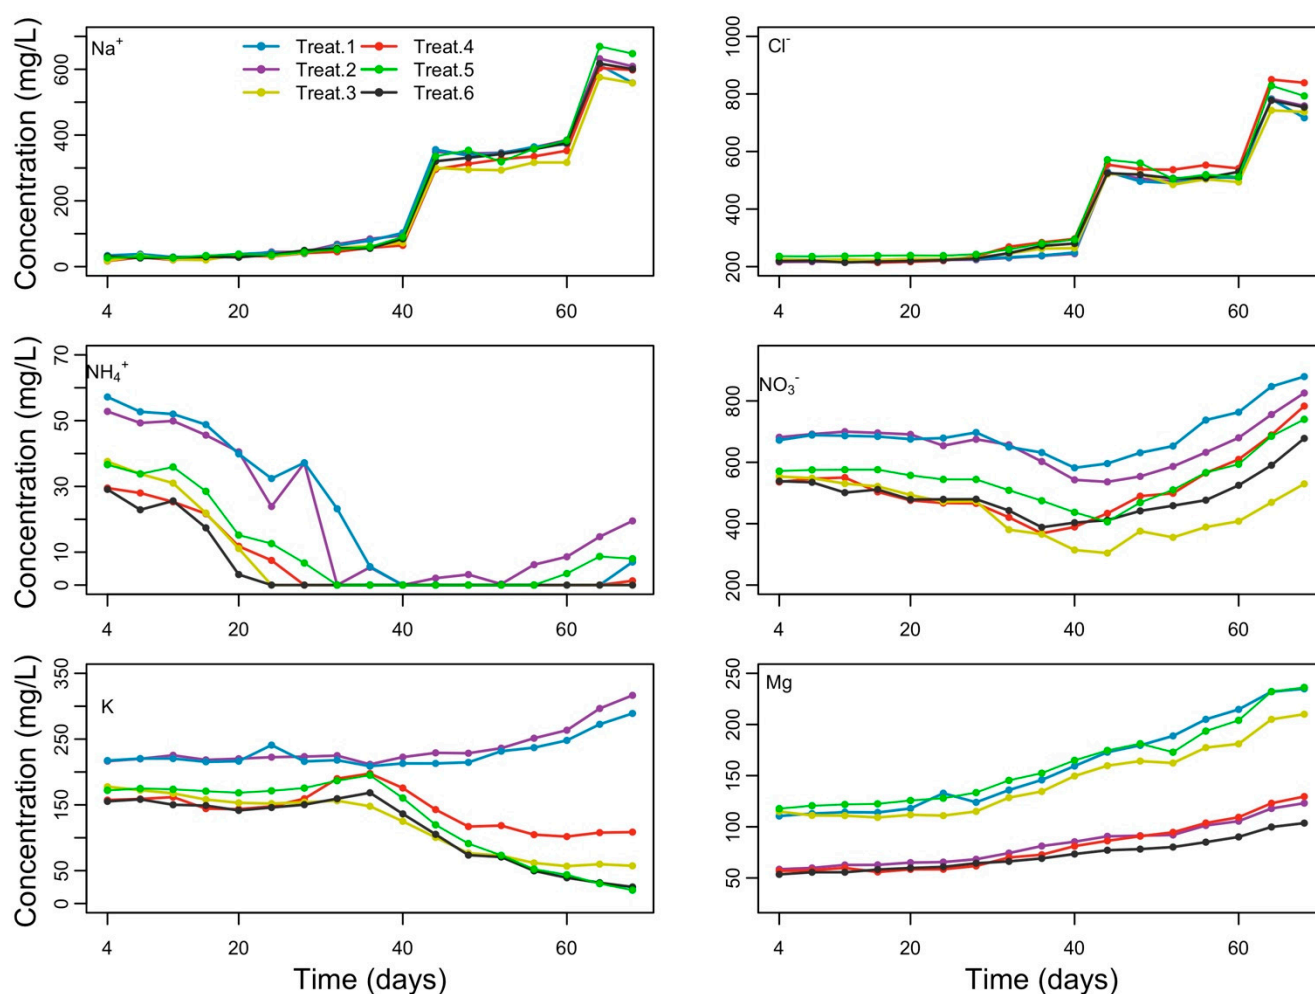 Concentration (mg/L)
0 200 400 600
Na+
Treat.1 Treat.4
Treat.2 Treat.5
Treat.3 Treat.6
4 20 40 60
200 400 600 800 1000
Cl-
4 20 40 60
Concentration (mg/L)
0 10 30 50 70
NH4+
4 20 40 60
200 400 600 800
NO3-
4 20 40 60
Concentration (mg/L)
0 50 150 250 350
K
4 20 40 60
Time (days)
50 100 150 200 250
Mg
4 20 40 60
Time (days)